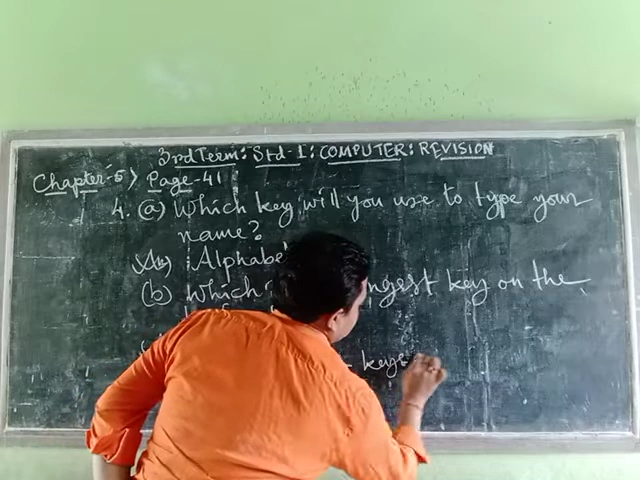 3rd Term: Std-1: COMPUTER: REVISION
Chapter-5> Page-41
4. (a) Which key will you use to type your
name?
Ans) Alphabe
(b) Which ngest key on the
keys